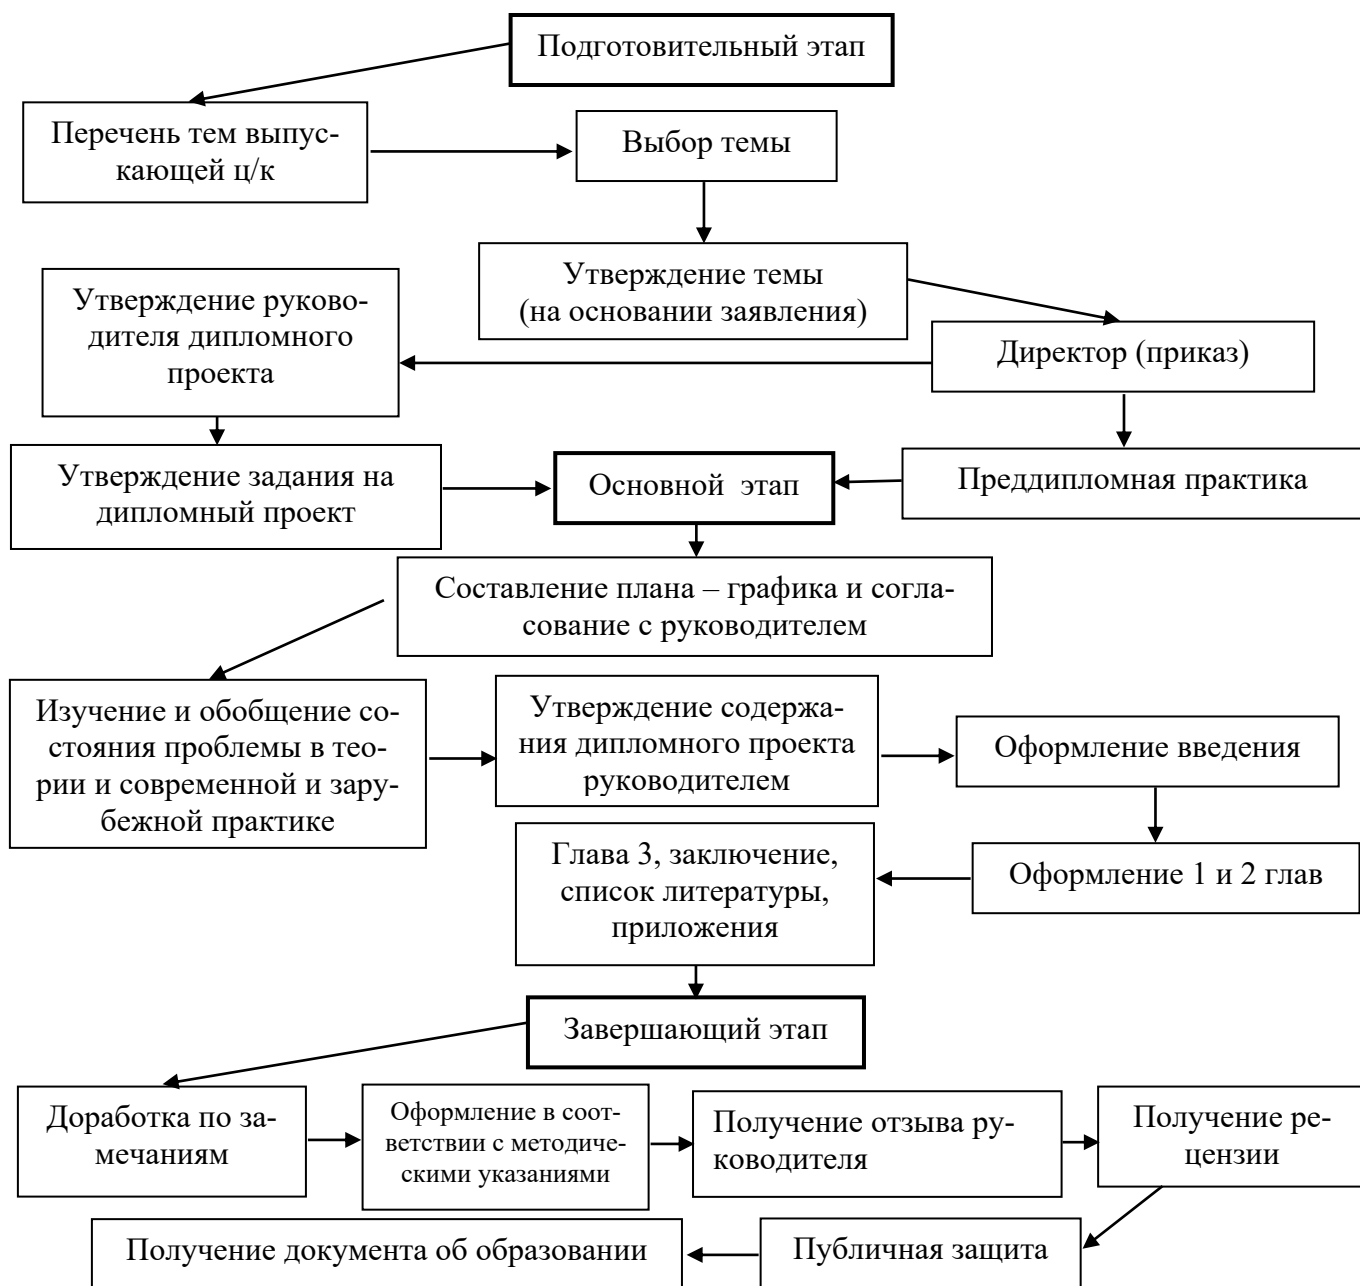 Подготовительный этап
Перечень тем выпус-
кающей ц/к
Выбор темы
Утверждение темы
(на основании заявления)
Утверждение руково-
дителя дипломного
проекта
Директор (приказ)
Утверждение задания на
дипломный проект
Основной этап
Преддипломная практика
Составление плана – графика и согла-
сование с руководителем
Изучение и обобщение со-
стояния проблемы в тео-
рии и современной и зару-
бежной практике
Утверждение содержа-
ния дипломного проекта
руководителем
Оформление введения
Глава 3, заключение,
список литературы,
приложения
Оформление 1 и 2 глав
Завершающий этап
Доработка по за-
мечаниям
Оформление в соот-
ветствии с методиче-
скими указаниями
Получение отзыва ру-
ководителя
Получение ре-
цензии
Получение документа об образовании
Публичная защита